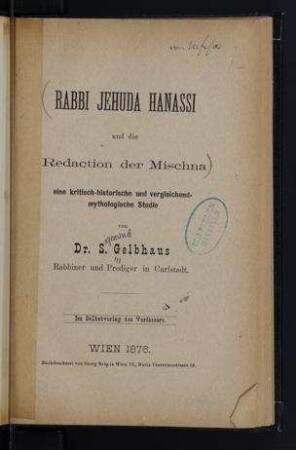 RABBI JEHUDA HANASSI
und die
Redaction der Mischna
eine kritisch-historische und vergleichend-
mythologische Studie
von
Dr. S. Gelbhaus
Rabbiner und Prediger in Carlstadt.
Im Selbstverlag des Verfassers.
WIEN 1876.